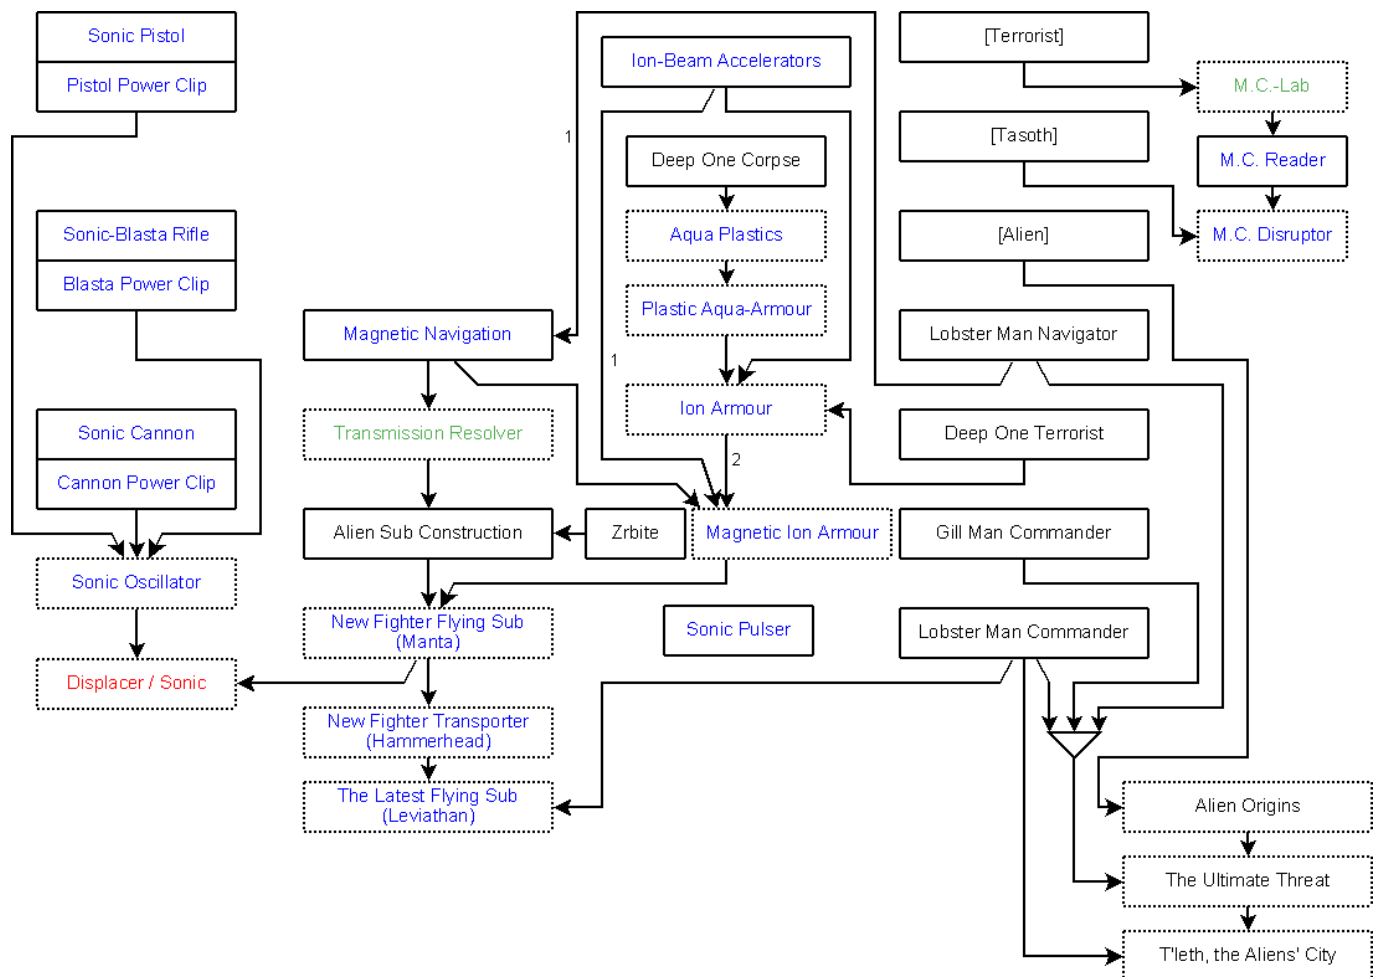 Sonic Pistol
Pistol Power Clip
Ion-Beam Accelerators
[Terrorist]
M.C.-Lab
1
[Tasoth]
Deep One Corpse
M.C. Reader
Sonic-Blasta Rifle
Blasta Power Clip
Aqua Plastics
[Alien]
M.C. Disruptor
Plastic Aqua-Armour
Magnetic Navigation
Lobster Man Navigator
1
Ion Armour
Sonic Cannon
Cannon Power Clip
Transmission Resolver
Deep One Terrorist
2
Alien Sub Construction
Zrbite
Magnetic Ion Armour
Gill Man Commander
Sonic Oscillator
New Fighter Flying Sub
(Manta)
Sonic Pulser
Lobster Man Commander
Displacer / Sonic
New Fighter Transporter
(Hammerhead)
The Latest Flying Sub
(Leviathan)
Alien Origins
The Ultimate Threat
T'leth, the Aliens' City